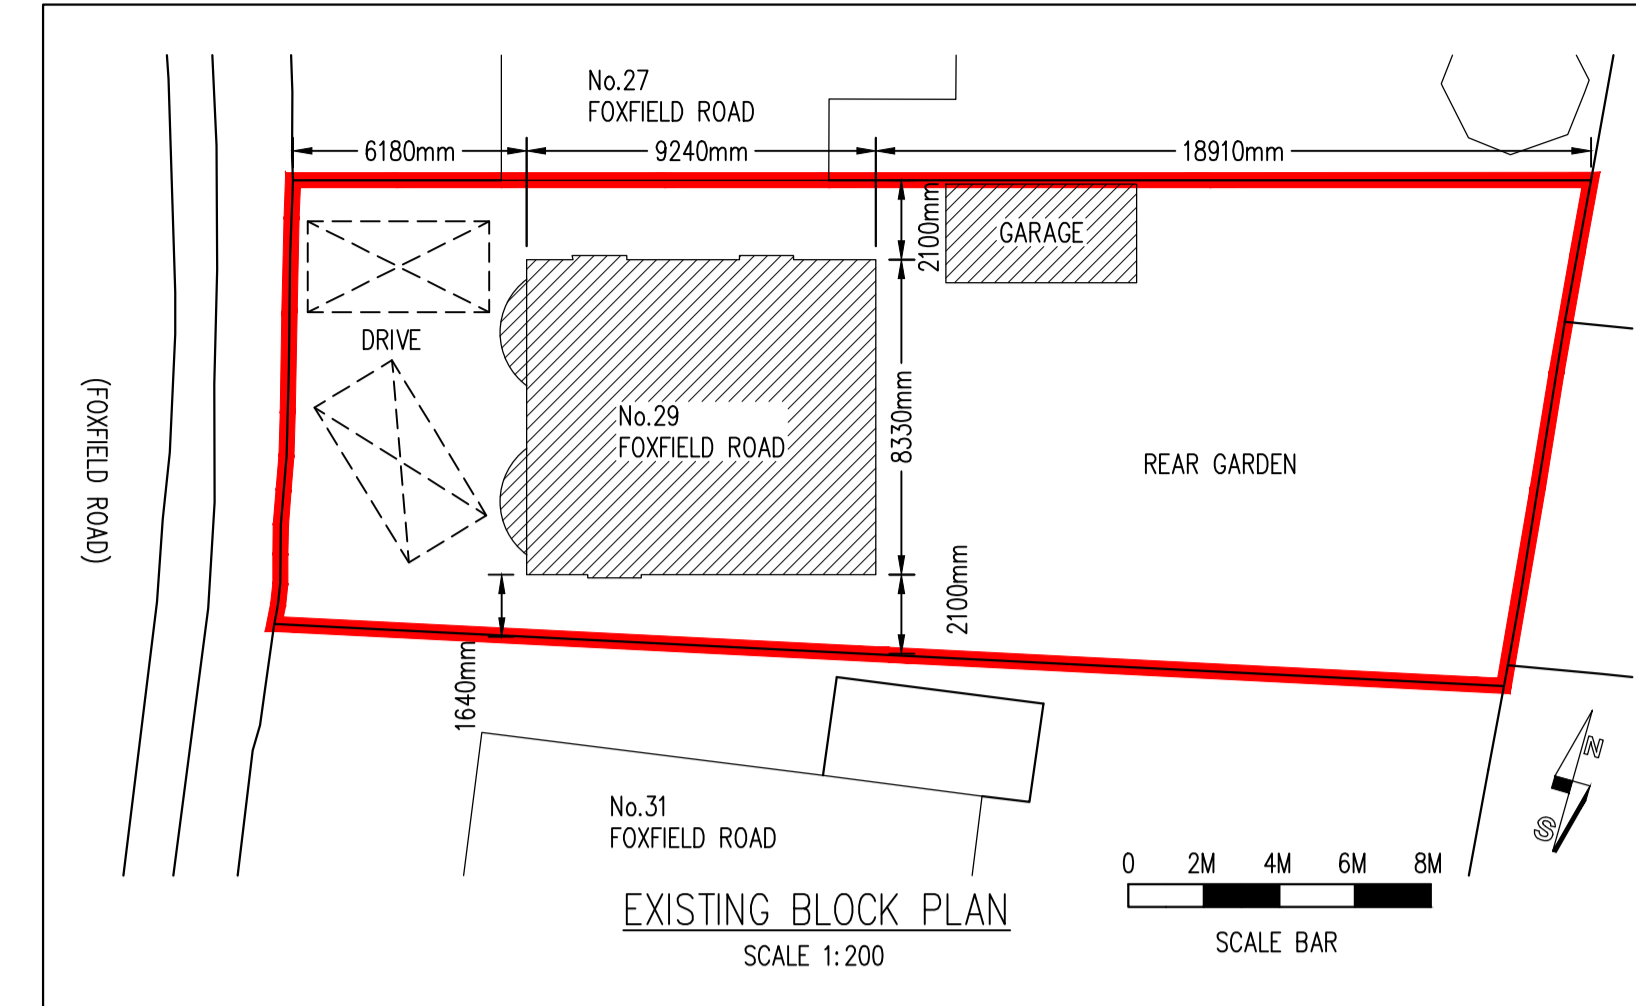 No.27
FOXFIELD ROAD
6180mm
9240mm
18910mm
2100mm
GARAGE
DRIVE
(FOXFIELD ROAD)
No.29
FOXFIELD ROAD
8330mm
REAR GARDEN
2100mm
1640mm
N
S
No.31
FOXFIELD ROAD
0 2M 4M 6M 8M
EXISTING BLOCK PLAN
SCALE 1:200
SCALE BAR